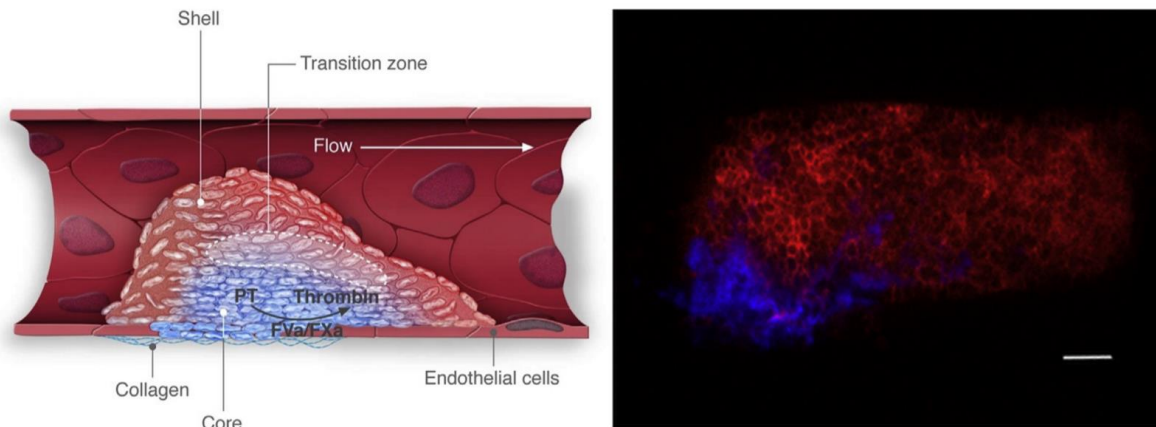 Shell
Transition zone
Flow
PT Thrombin
FVa/FXa
Collagen
Endothelial cells
Core